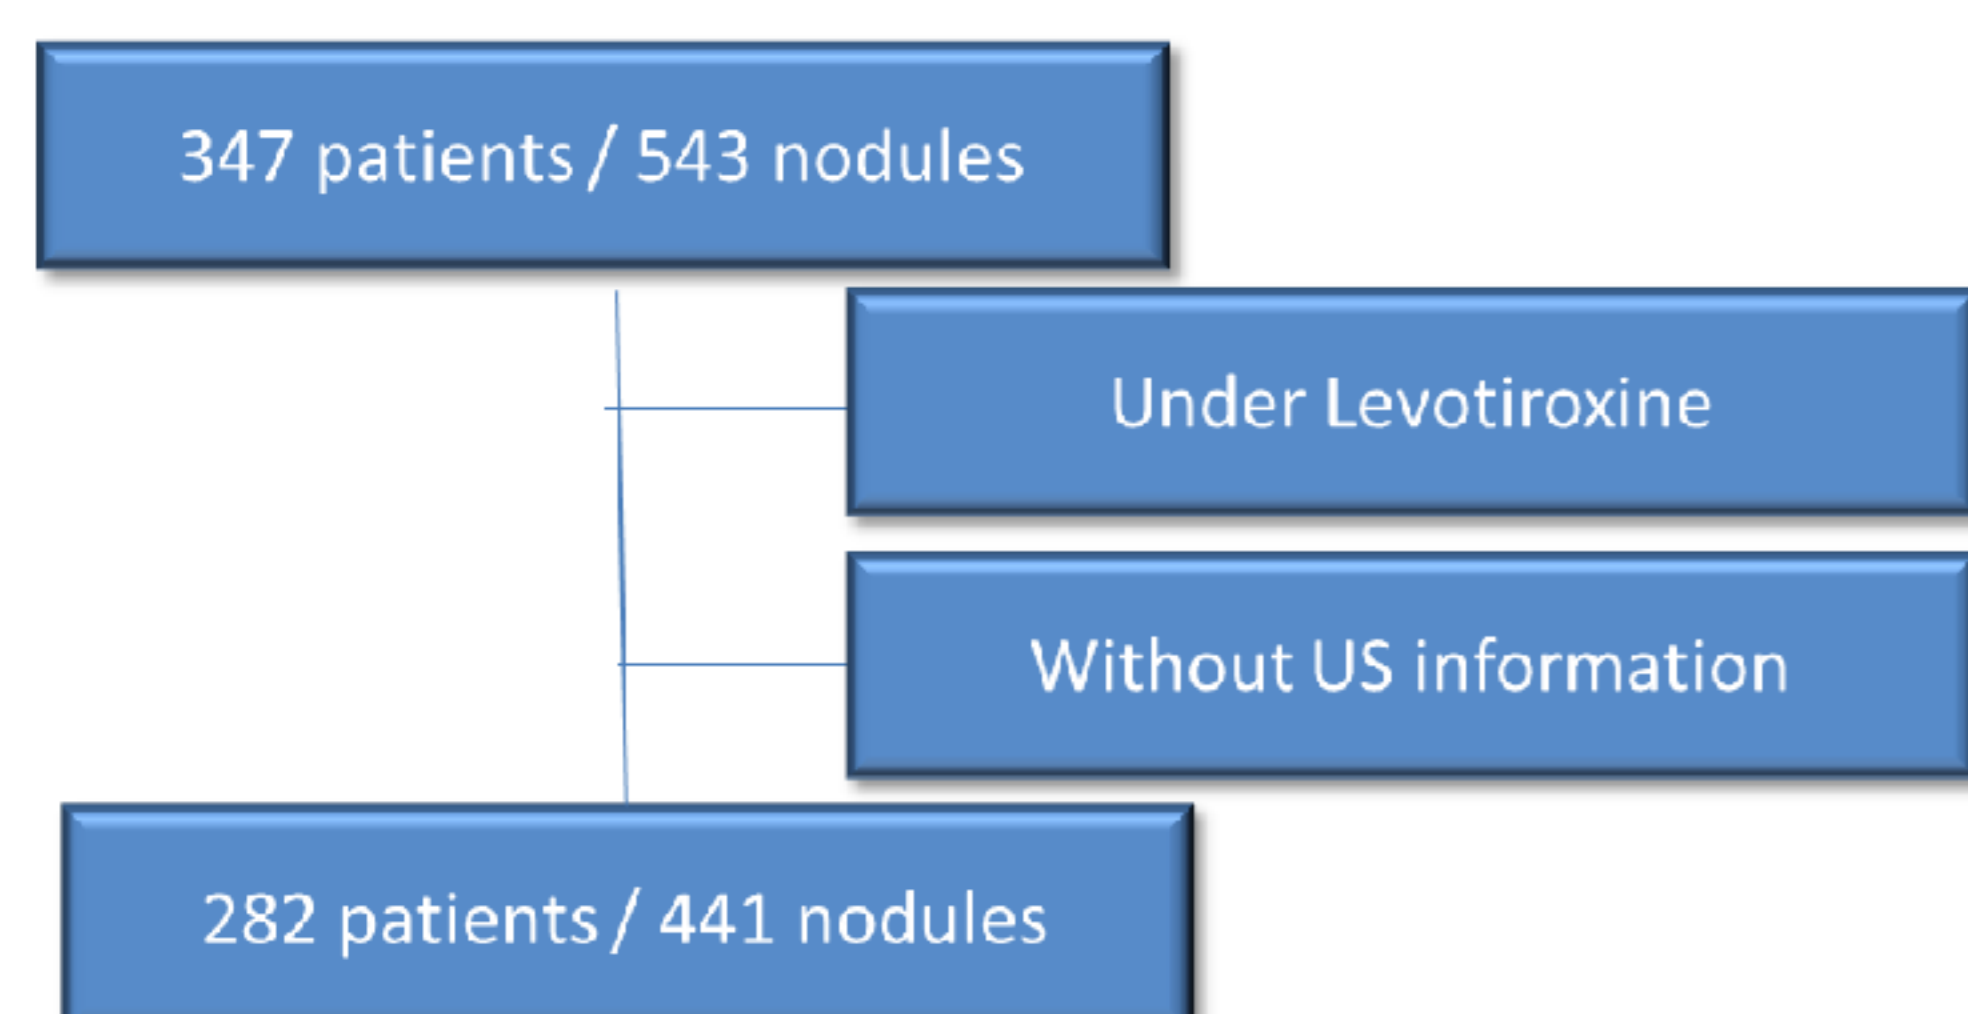 347 patients / 543 nodules
Under Levotiroxine
Without US information
282 patients / 441 nodules